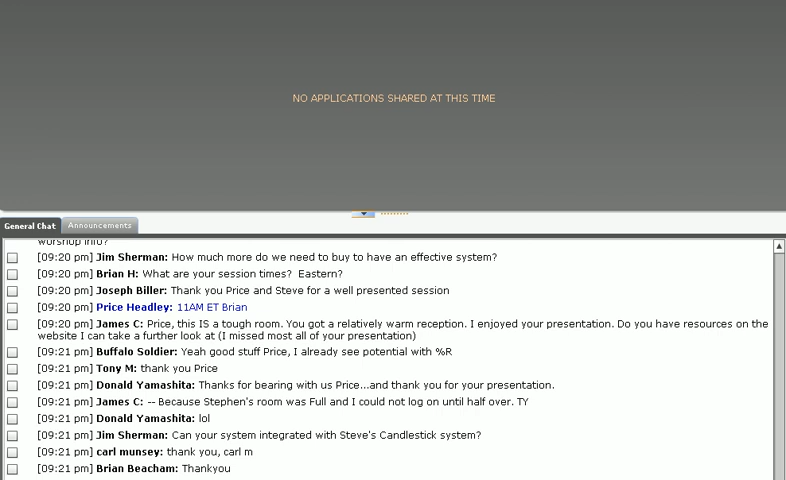 NO APPLICATIONS SHARED AT THIS TIME
General Chat
Announcements
worshop info?
[09:20 pm] Jim Sherman: How much more do we need to buy to have an effective system?
[09:20 pm] Brian H: What are your session times? Eastern?
[09:20 pm] Joseph Biller: Thank you Price and Steve for a well presented session
[09:20 pm] Price Headley: 11AM ET Brian
[09:20 pm] James C: Price, this IS a tough room. You got a relatively warm reception. I enjoyed your presentation. Do you have resources on the
website I can take a further look at (I missed most all of your presentation)
[09:21 pm] Buffalo Soldier: Yeah good stuff Price, I already see potential with %R
[09:21 pm] Tony M: thank you Price
[09:21 pm] Donald Yamashita: Thanks for bearing with us Price...and thank you for your presentation.
[09:21 pm] James C: -- Because Stephen's room was Full and I could not log on until half over. TY
[09:21 pm] Donald Yamashita: lol
[09:21 pm] Jim Sherman: Can your system integrated with Steve's Candlestick system?
[09:21 pm] carl munsey: thank you, carl m
[09:21 pm] Brian Beacham: Thankyou